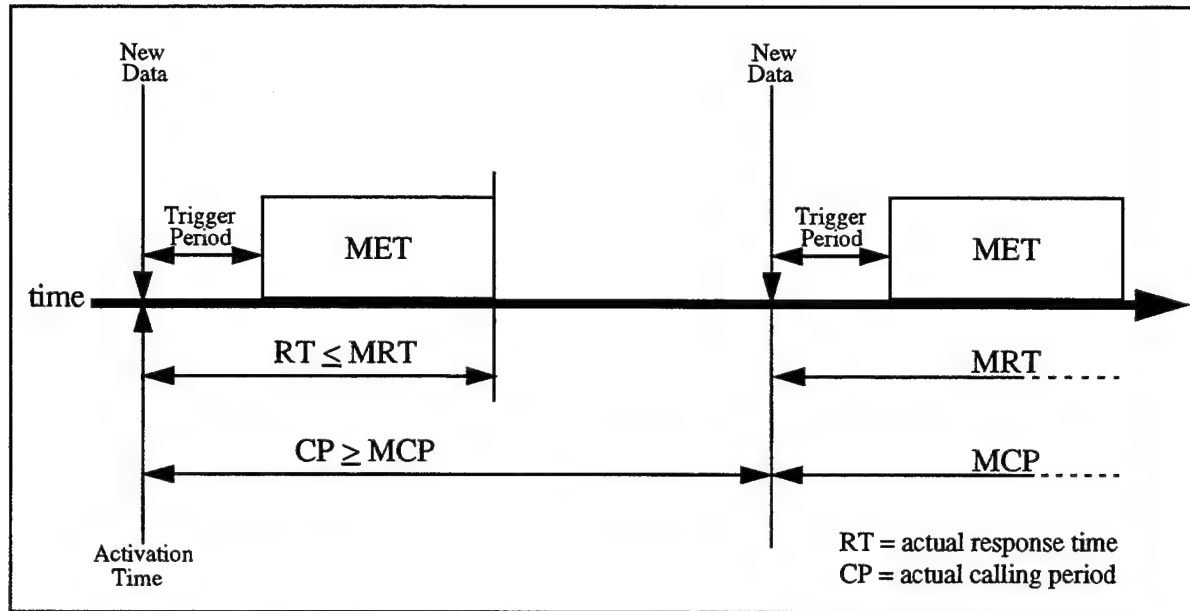 New
Data
New
Data
Trigger
Period
MET
Trigger
Period
MET
time
RT ≤ MRT
MRT
CP ≥ MCP
MCP
Activation
Time
RT = actual response time
CP = actual calling period